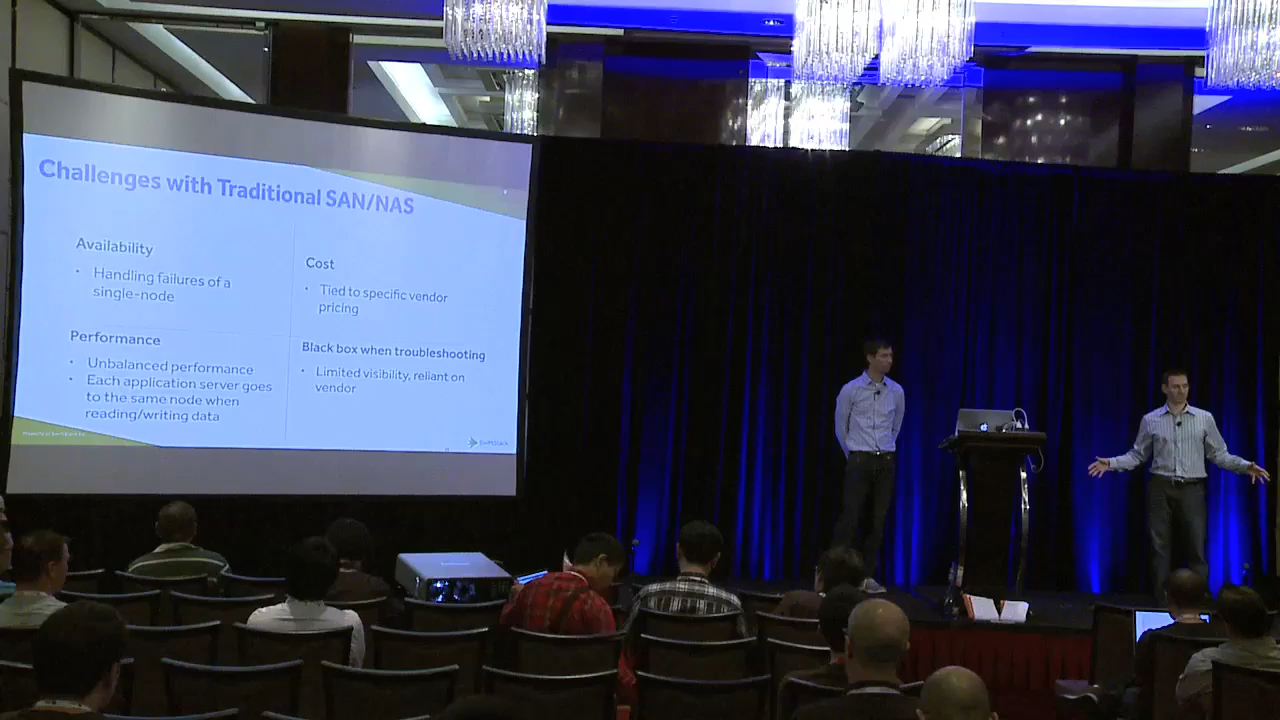 Challenges with Traditional SAN/NAS
Availability
• Handling failures of a
single-node
Cost
• Tied to specific vendor
pricing
Performance
• Unbalanced performance
• Each application server goes
to the same node when
reading/writing data
Black box when troubleshooting
• Limited visibility, reliant on
vendor
SwiftStack